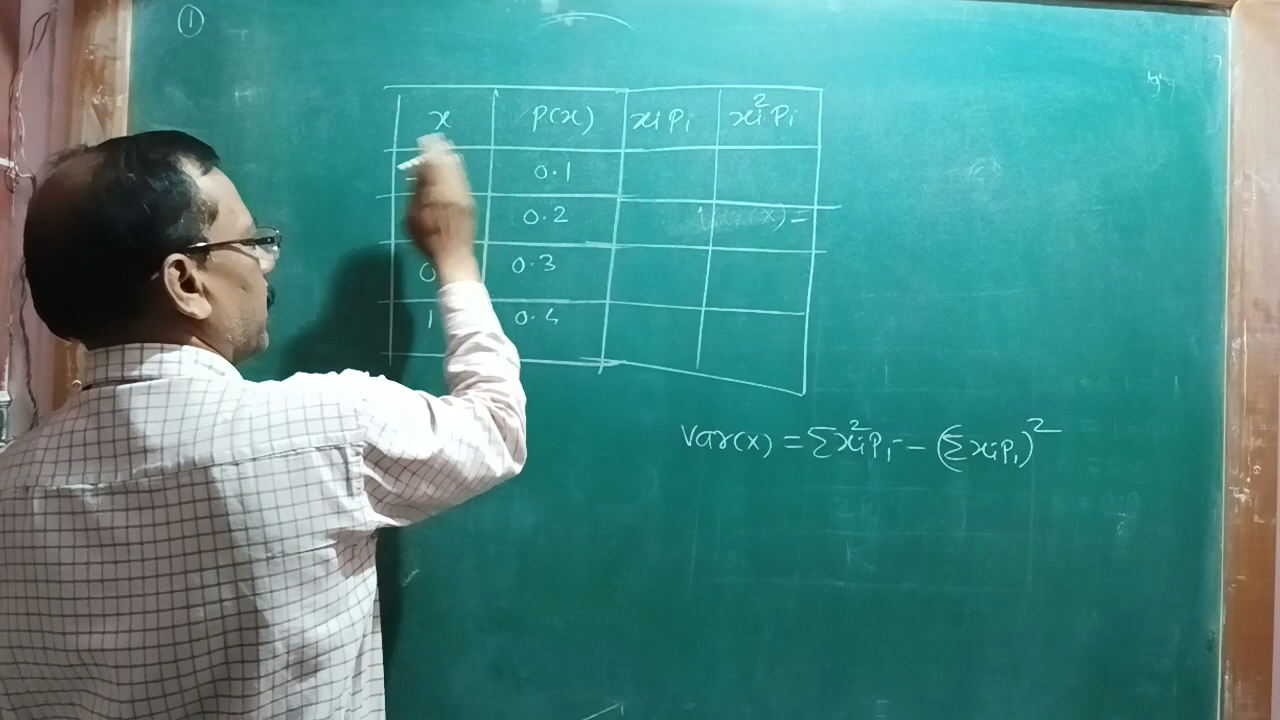 ①
x P(x) xᵢpᵢ xᵢ²pᵢ
0.1
0.2
0 0.3
1 0.4
Var(x) = Σxᵢ²pᵢ - (Σxᵢpᵢ)²